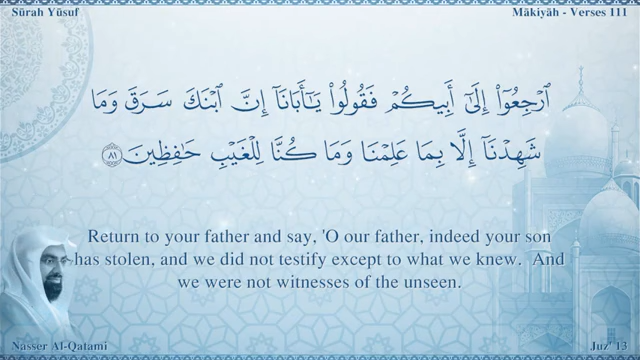 Sūrah Yūsuf
Mākiyāh - Verses 111
ٱرْجِعُوٓا۟ إِلَىٰٓ أَبِيكُمْ فَقُولُوا۟ يَـٰٓأَبَانَآ إِنَّ ٱبْنَكَ سَرَقَ وَمَا
شَهِدْنَآ إِلَّا بِمَا عَلِمْنَا وَمَا كُنَّا لِلْغَيْبِ حَـٰفِظِينَ ٨١
Return to your father and say, 'O our father, indeed your son
has stolen, and we did not testify except to what we knew.  And
we were not witnesses of the unseen.
Nasser Al-Qatami
Juz' 13